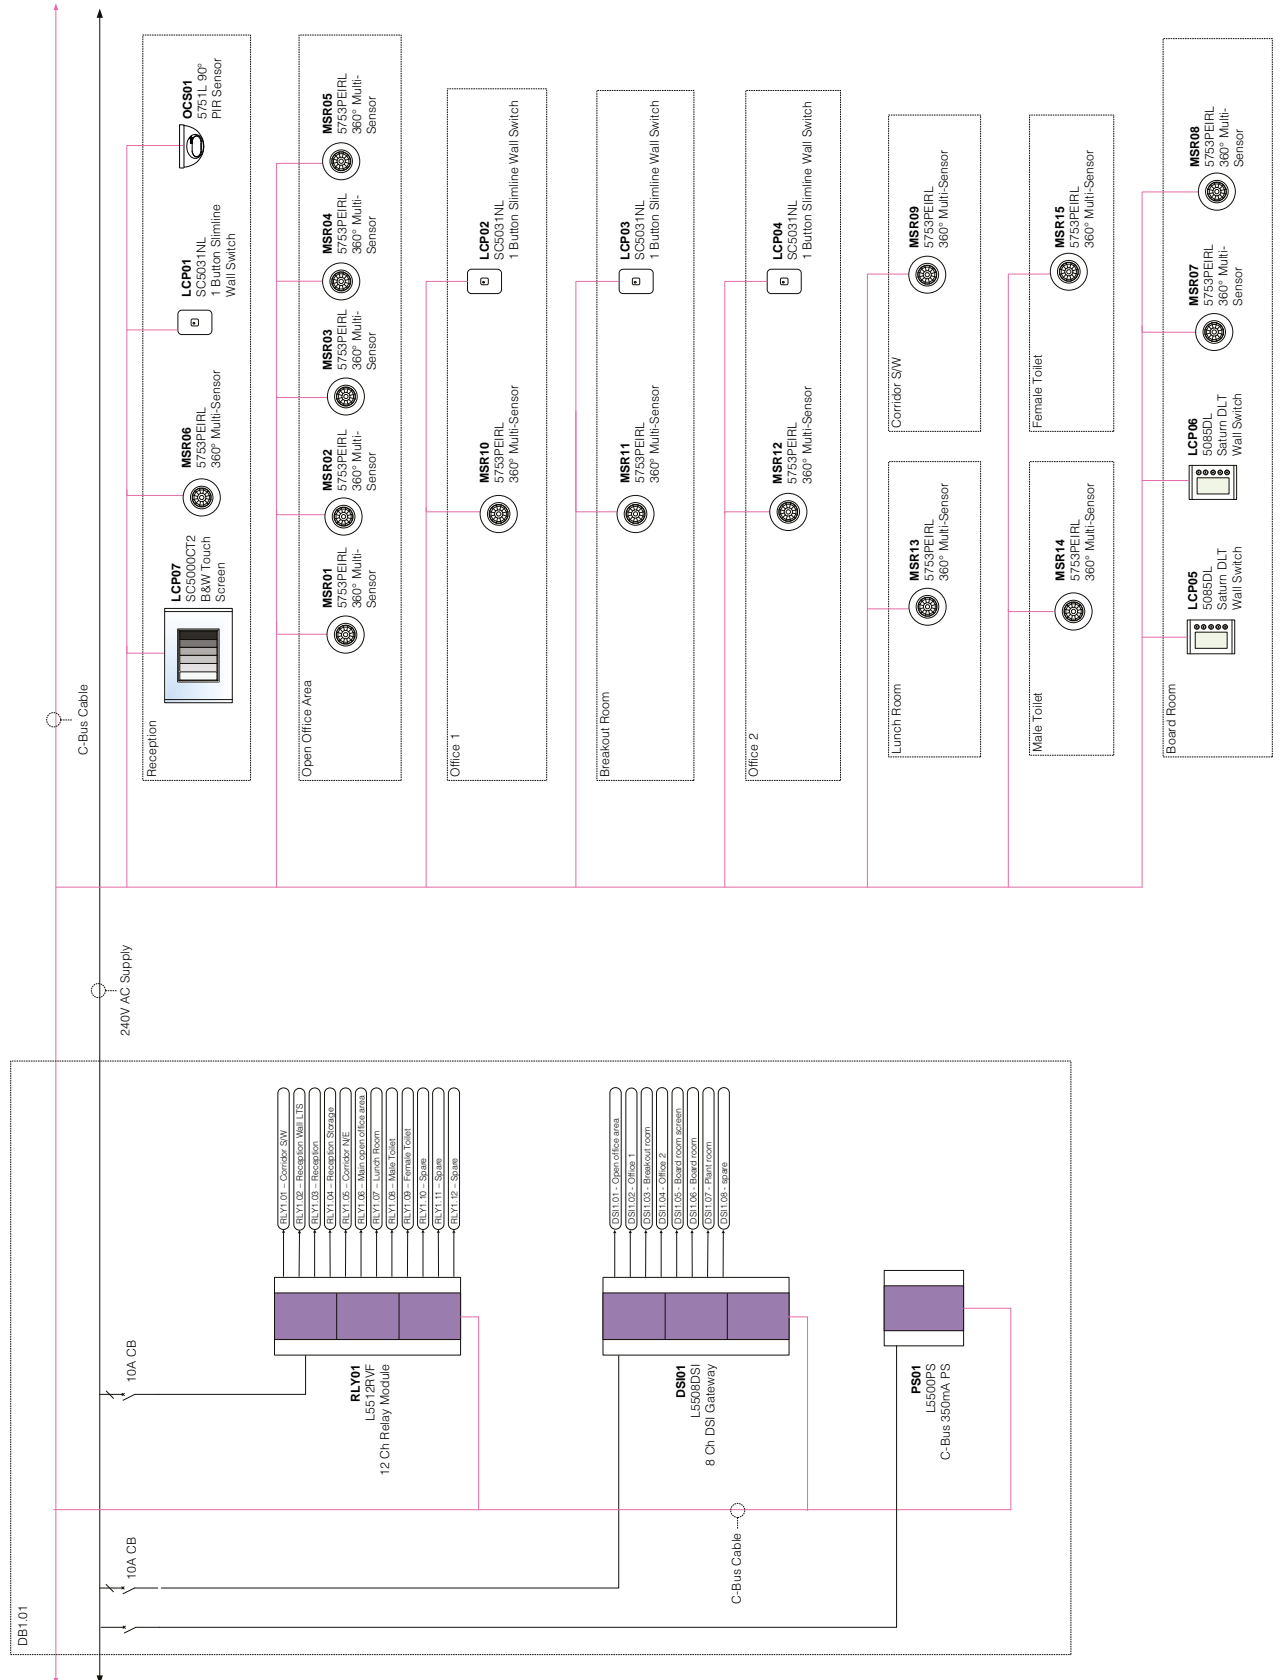 C-Bus Cable
240V AC Supply
Reception
LCP07
SC5000CT2
B&W Touch
Screen
MSR06
5753PEIRL
360° Multi-Sensor
LCP01
SC5031NL
1 Button Slimline
Wall Switch
OCS01
5751L 90°
PIR Sensor
Open Office Area
MSR01
5753PEIRL
360° Multi-
Sensor
MSR02
5753PEIRL
360° Multi-
Sensor
MSR03
5753PEIRL
360° Multi-
Sensor
MSR04
5753PEIRL
360° Multi-
Sensor
MSR05
5753PEIRL
360° Multi-
Sensor
Office 1
MSR10
5753PEIRL
360° Multi-Sensor
LCP02
SC5031NL
1 Button Slimline Wall Switch
Breakout Room
MSR11
5753PEIRL
360° Multi-Sensor
LCP03
SC5031NL
1 Button Slimline Wall Switch
Office 2
MSR12
5753PEIRL
360° Multi-Sensor
LCP04
SC5031NL
1 Button Slimline Wall Switch
Lunch Room
MSR13
5753PEIRL
360° Multi-Sensor
Corridor S/W
MSR09
5753PEIRL
360° Multi-Sensor
Male Toilet
MSR14
5753PEIRL
360° Multi-Sensor
Female Toilet
MSR15
5753PEIRL
360° Multi-Sensor
Board Room
LCP05
5085DL
Saturn DLT
Wall Switch
LCP06
5085DL
Saturn DLT
Wall Switch
MSR07
5753PEIRL
360° Multi-
Sensor
MSR08
5753PEIRL
360° Multi-
Sensor
DB1.01
10A CB
10A CB
RLY01
L5512RVF
12 Ch Relay Module
RLY1.01 – Corridor S/W
RLY1.02 – Reception Wall LTS
RLY1.03 – Reception
RLY1.04 – Reception Storage
RLY1.05 – Corridor N/E
RLY1.06 – Main open office area
RLY1.07 – Lunch Room
RLY1.08 – Male Toilet
RLY1.09 – Female Toilet
RLY1.10 – Spare
RLY1.11 – Spare
RLY1.12 – Spare
DSI01
L5508DSI
8 Ch DSI Gateway
DSI1.01 - Open office area
DSI1.02 - Office 1
DSI1.03 - Breakout room
DSI1.04 - Office 2
DSI1.05 - Board room screen
DSI1.06 - Board room
DSI1.07 - Plant room
DSI1.08 - spare
PS01
L5500PS
C-Bus 350mA PS
C-Bus Cable